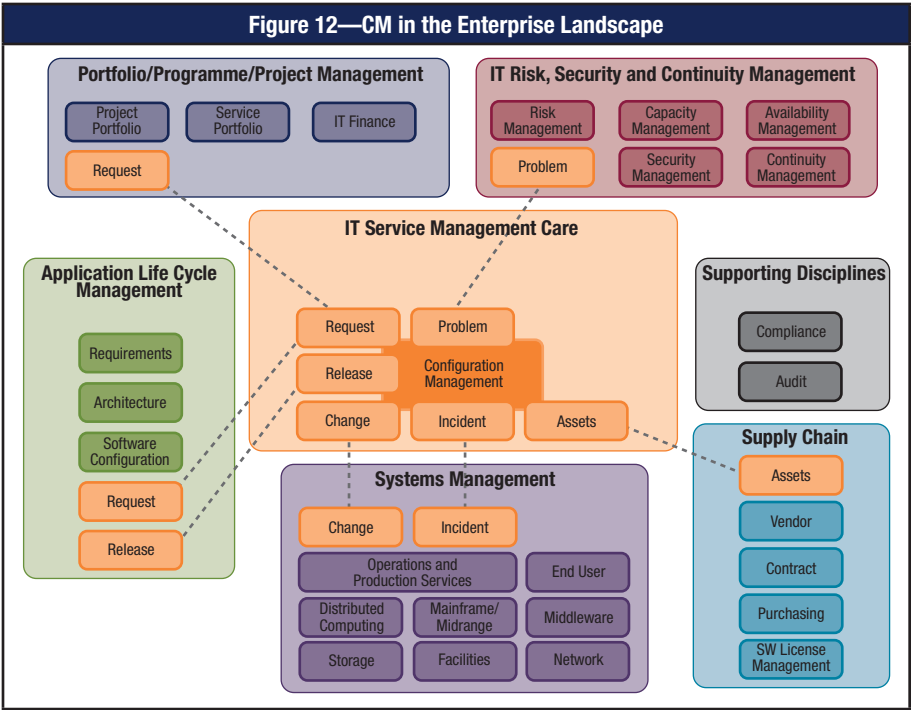 Figure 12—CM in the Enterprise Landscape
Portfolio/Programme/Project Management
Project
Portfolio
Service
Portfolio
IT Finance
Request
IT Risk, Security and Continuity Management
Risk
Management
Capacity
Management
Availability
Management
Problem
Security
Management
Continuity
Management
IT Service Management Care
Request
Problem
Release
Configuration
Management
Change
Incident
Assets
Application Life Cycle
Management
Requirements
Architecture
Software
Configuration
Request
Release
Supporting Disciplines
Compliance
Audit
Systems Management
Change
Incident
Operations and
Production Services
End User
Distributed
Computing
Mainframe/
Midrange
Middleware
Storage
Facilities
Network
Supply Chain
Assets
Vendor
Contract
Purchasing
SW License
Management